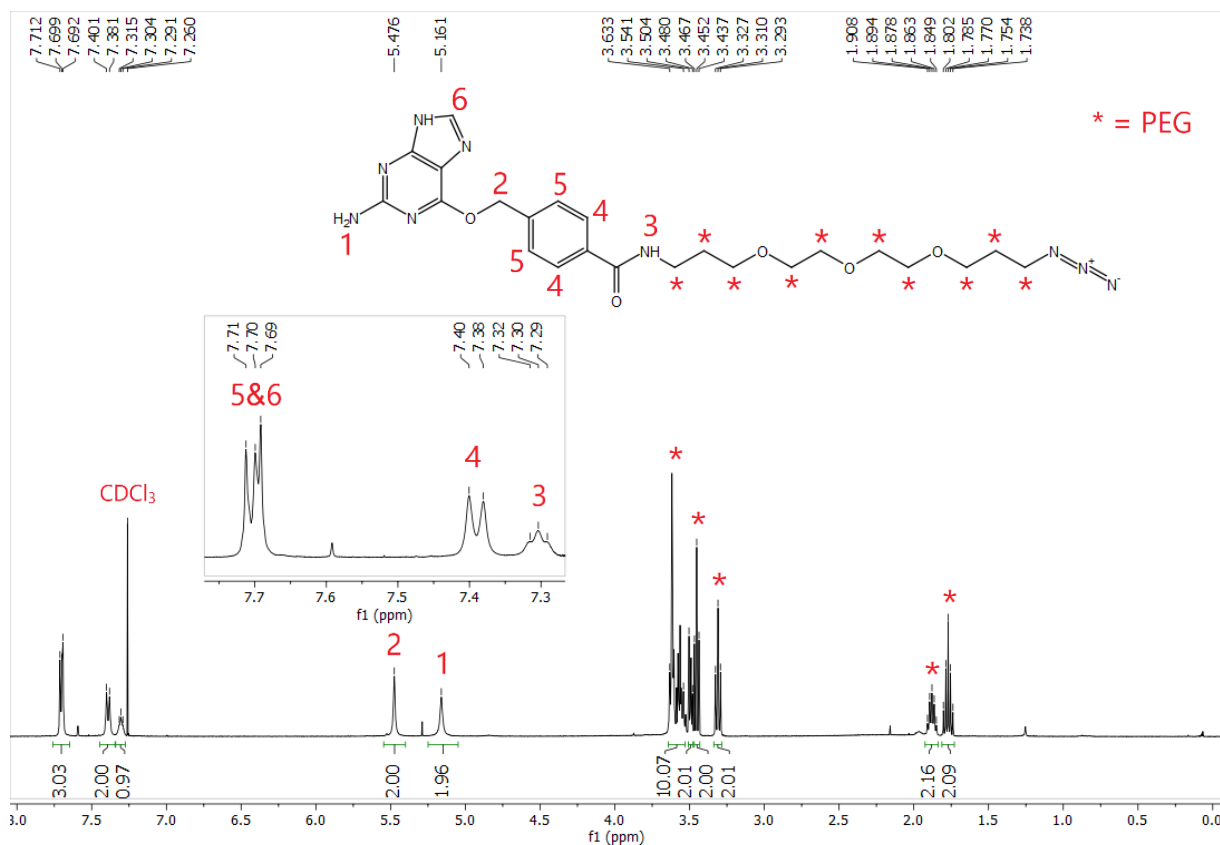 7.712 7.699 7.692 7.401 7.381 7.315 7.304 7.291 7.260 5.476 5.161 3.633 3.541 3.504 3.480 3.467 3.452 3.437 3.327 3.310 3.293 1.908 1.894 1.878 1.863 1.849 1.802 1.785 1.770 1.754 1.738
6
* = PEG
NH
N
N
N
2
5
4
3
H₂N
N
O
1
NH
*
O
*
*
O
*
N
N⁺
N⁻
5
*
*
*
O
*
*
*
4
O
7.71 7.70 7.69 7.40 7.38 7.32 7.30 7.29
5&6
4
3
CDCl₃
7.7 7.6 7.5 7.4 7.3
f1 (ppm)
*
*
*
*
*
2
1
3.03 2.00 0.97 2.00 1.96 10.07 2.01 2.00 2.01 2.16 2.09
8.0 7.5 7.0 6.5 6.0 5.5 5.0 4.5 4.0 3.5 3.0 2.5 2.0 1.5 1.0 0.5 0.0
f1 (ppm)